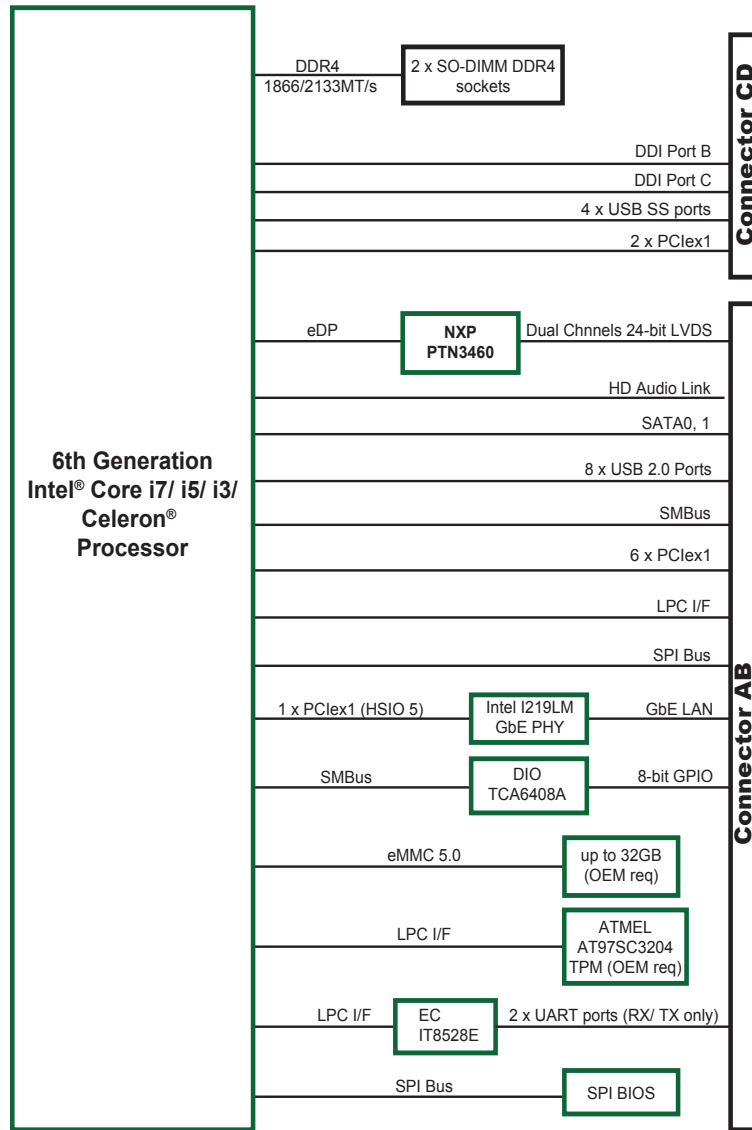 DDR4
1866/2133MT/s
2 x SO-DIMM DDR4
sockets
Connector CD
DDI Port B
DDI Port C
4 x USB SS ports
2 x PCIex1
eDP
NXP
PTN3460
Dual Chnnels 24-bit LVDS
HD Audio Link
SATA0, 1
6th Generation
Intel® Core i7/ i5/ i3/
Celeron®
Processor
8 x USB 2.0 Ports
SMBus
6 x PCIex1
LPC I/F
SPI Bus
Connector AB
1 x PCIex1 (HSIO 5)
Intel I219LM
GbE PHY
GbE LAN
SMBus
DIO
TCA6408A
8-bit GPIO
eMMC 5.0
up to 32GB
(OEM req)
LPC I/F
ATMEL
AT97SC3204
TPM (OEM req)
LPC I/F
EC
IT8528E
2 x UART ports (RX/ TX only)
SPI Bus
SPI BIOS